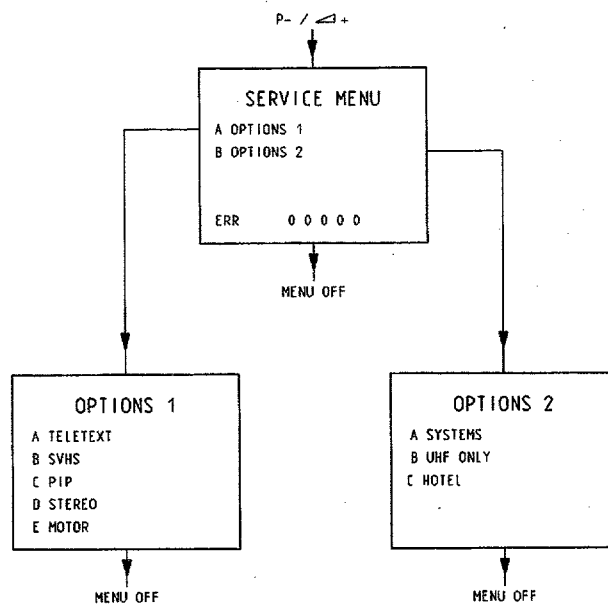 P- / ⊿ +
SERVICE MENU
A OPTIONS 1
B OPTIONS 2
ERR 0 0 0 0 0
MENU OFF
OPTIONS 1
A TELETEXT
B SVHS
C PIP
D STEREO
E MOTOR
MENU OFF
OPTIONS 2
A SYSTEMS
B UHF ONLY
C HOTEL
MENU OFF